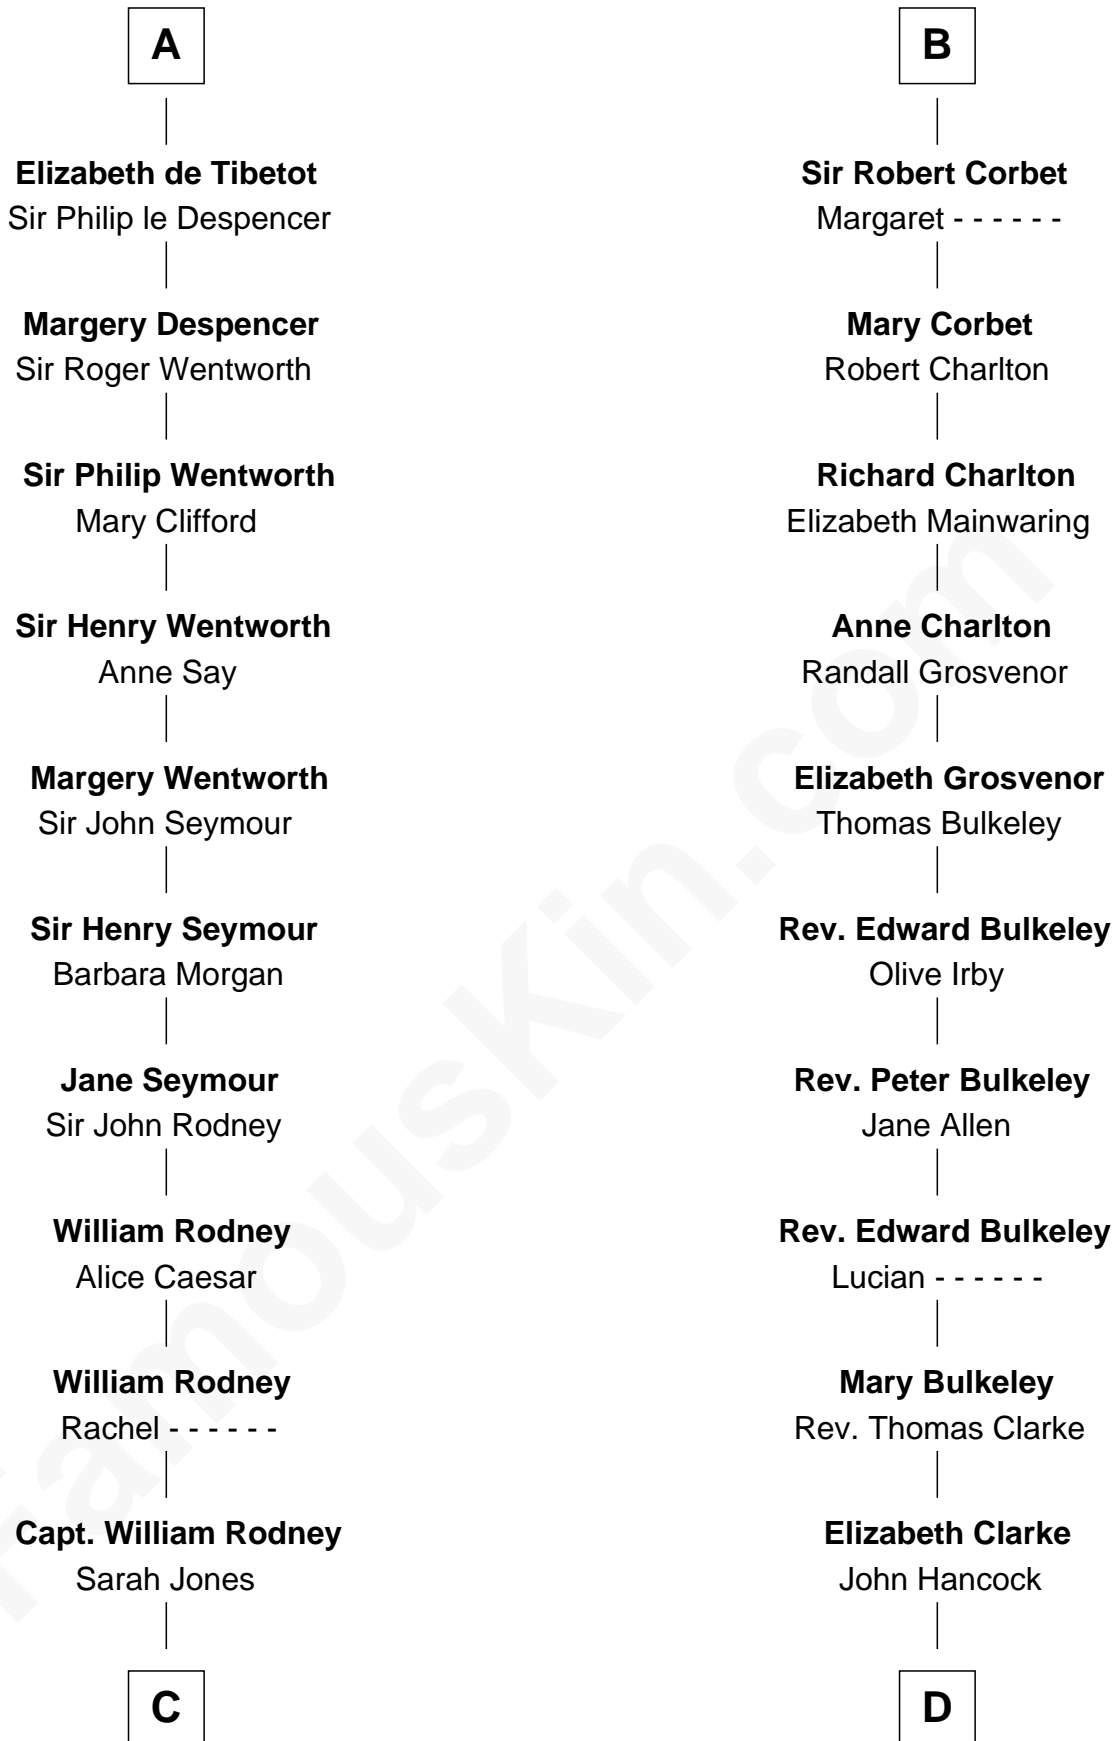 A
Elizabeth de Tibetot
Sir Philip le Despencer
Margery Despencer
Sir Roger Wentworth
Sir Philip Wentworth
Mary Clifford
Sir Henry Wentworth
Anne Say
Margery Wentworth
Sir John Seymour
Sir Henry Seymour
Barbara Morgan
Jane Seymour
Sir John Rodney
William Rodney
Alice Caesar
William Rodney
Rachel - - - - - -
Capt. William Rodney
Sarah Jones
C
B
Sir Robert Corbet
Margaret - - - - - -
Mary Corbet
Robert Charlton
Richard Charlton
Elizabeth Mainwaring
Anne Charlton
Randall Grosvenor
Elizabeth Grosvenor
Thomas Bulkeley
Rev. Edward Bulkeley
Olive Irby
Rev. Peter Bulkeley
Jane Allen
Rev. Edward Bulkeley
Lucian - - - - - -
Mary Bulkeley
Rev. Thomas Clarke
Elizabeth Clarke
John Hancock
D
FamousKin.com